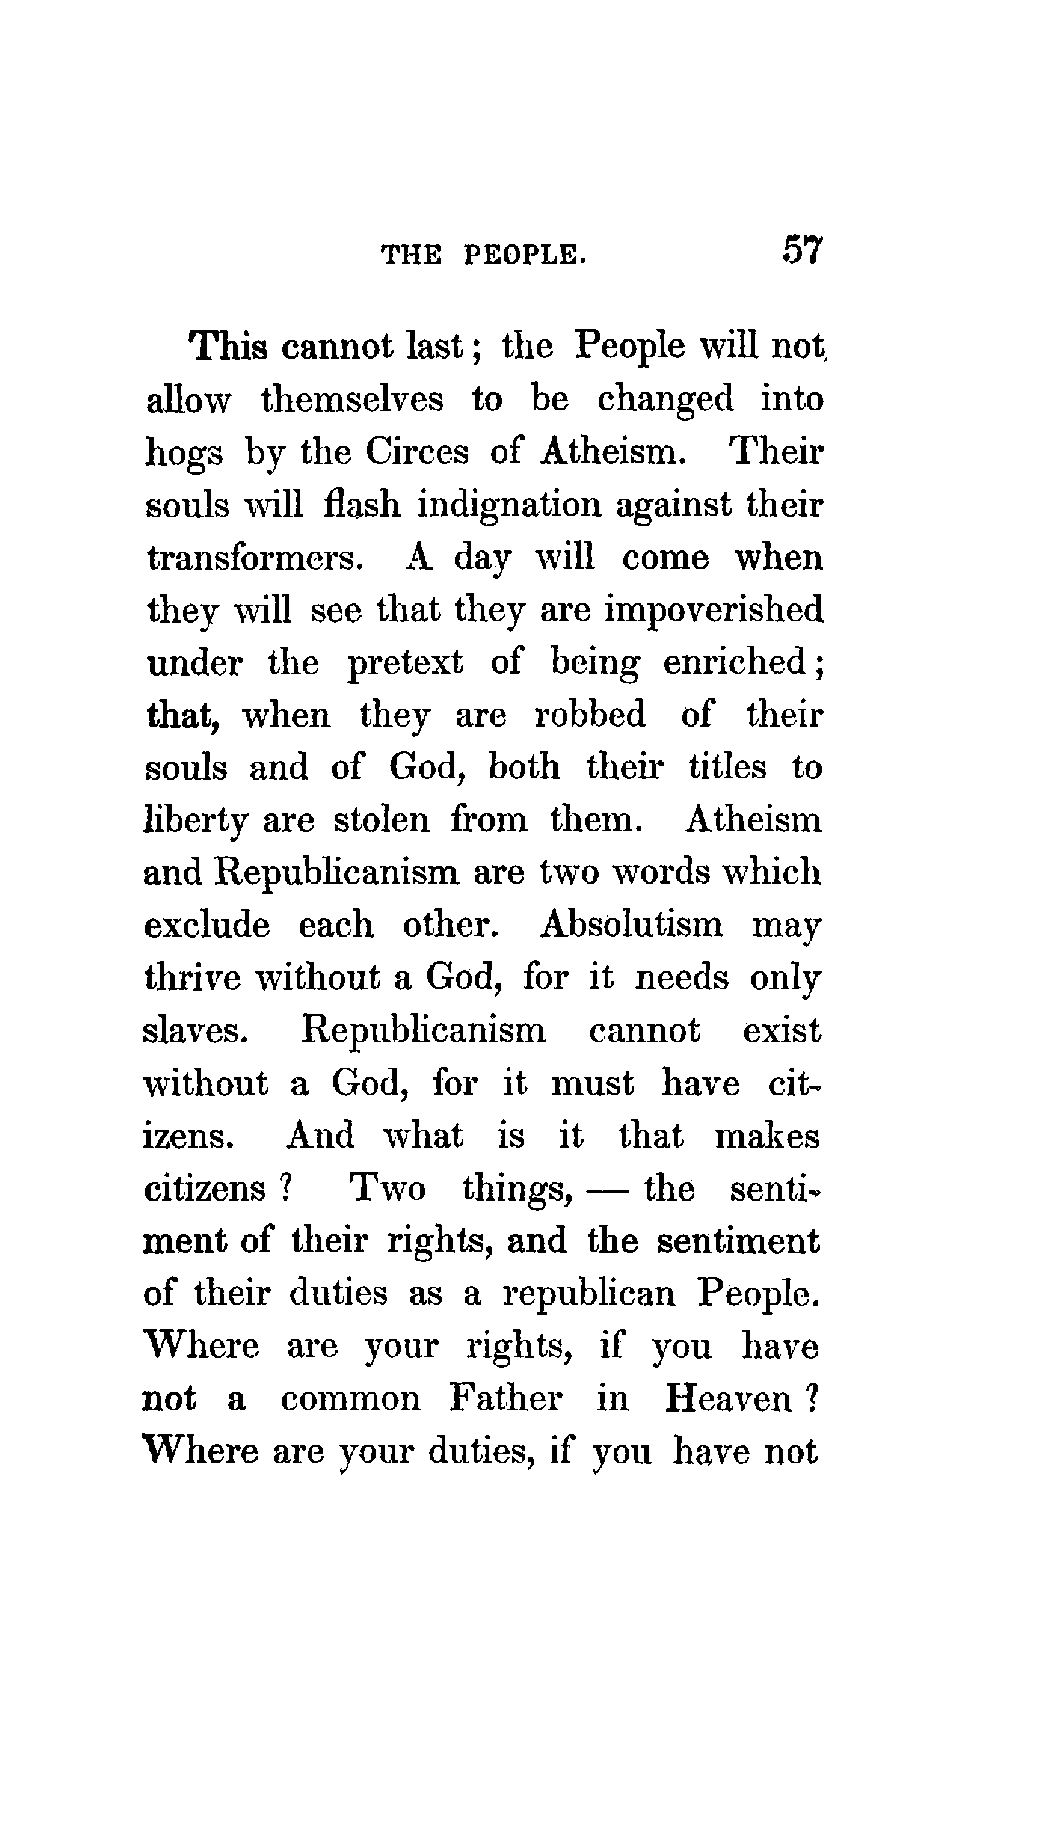 THE PEOPLE. 57
This cannot last; the People will not
allow themselves to be changed into
hogs by the Circes of Atheism. Their
souls will flash indignation against their
transformers. A day will come when
they will see that they are impoverished
under the pretext of being enriched;
that, when they are robbed of their
souls and of God, both their titles to
liberty are stolen from them. Atheism
and Republicanism are two words which
exclude each other. Absolutism may
thrive without a God, for it needs only
slaves. Republicanism cannot exist
without a God, for it must have cit-
izens. And what is it that makes
citizens? Two things, — the senti-
ment of their rights, and the sentiment
of their duties as a republican People.
Where are your rights, if you have
not a common Father in Heaven?
Where are your duties, if you have not